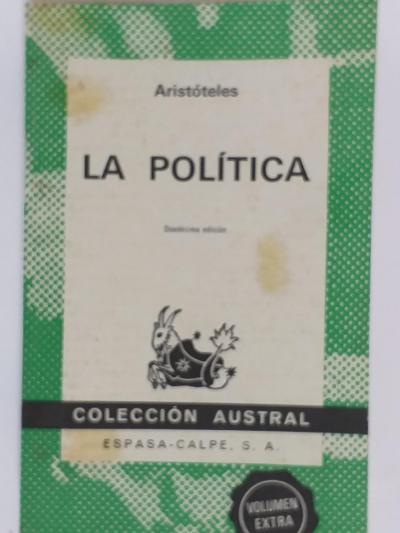 Aristóteles
LA POLÍTICA
Duodécima edición
COLECCIÓN AUSTRAL
ESPASA-CALPE, S. A.
VOLUMEN
EXTRA